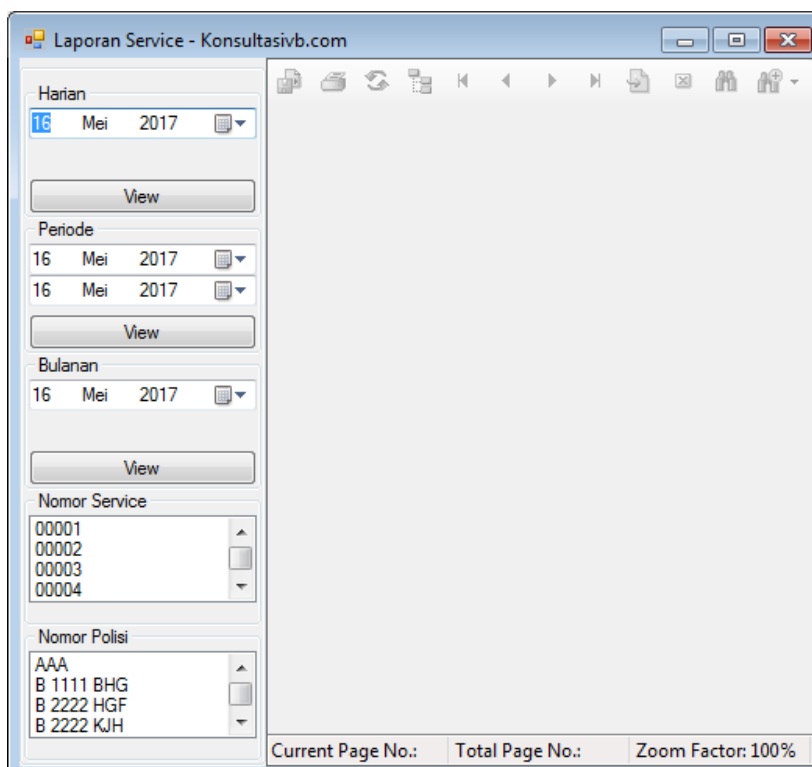 Laporan Service - Konsultasivb.com
Harian
16 Mei 2017
View
Periode
16 Mei 2017
16 Mei 2017
View
Bulanan
16 Mei 2017
View
Nomor Service
00001
00002
00003
00004
Nomor Polisi
AAA
B 1111 BHG
B 2222 HGF
B 2222 KJH
Current Page No.: Total Page No.: Zoom Factor: 100%